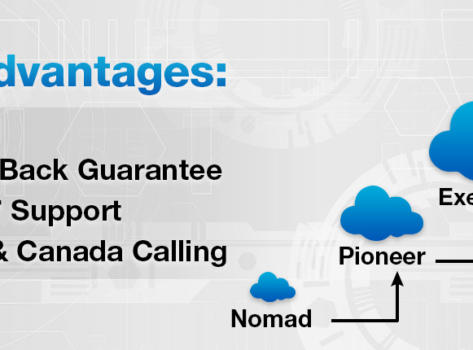 dvantages:
Back Guarantee
Support
& Canada Calling
Exe
Pioneer
Nomad